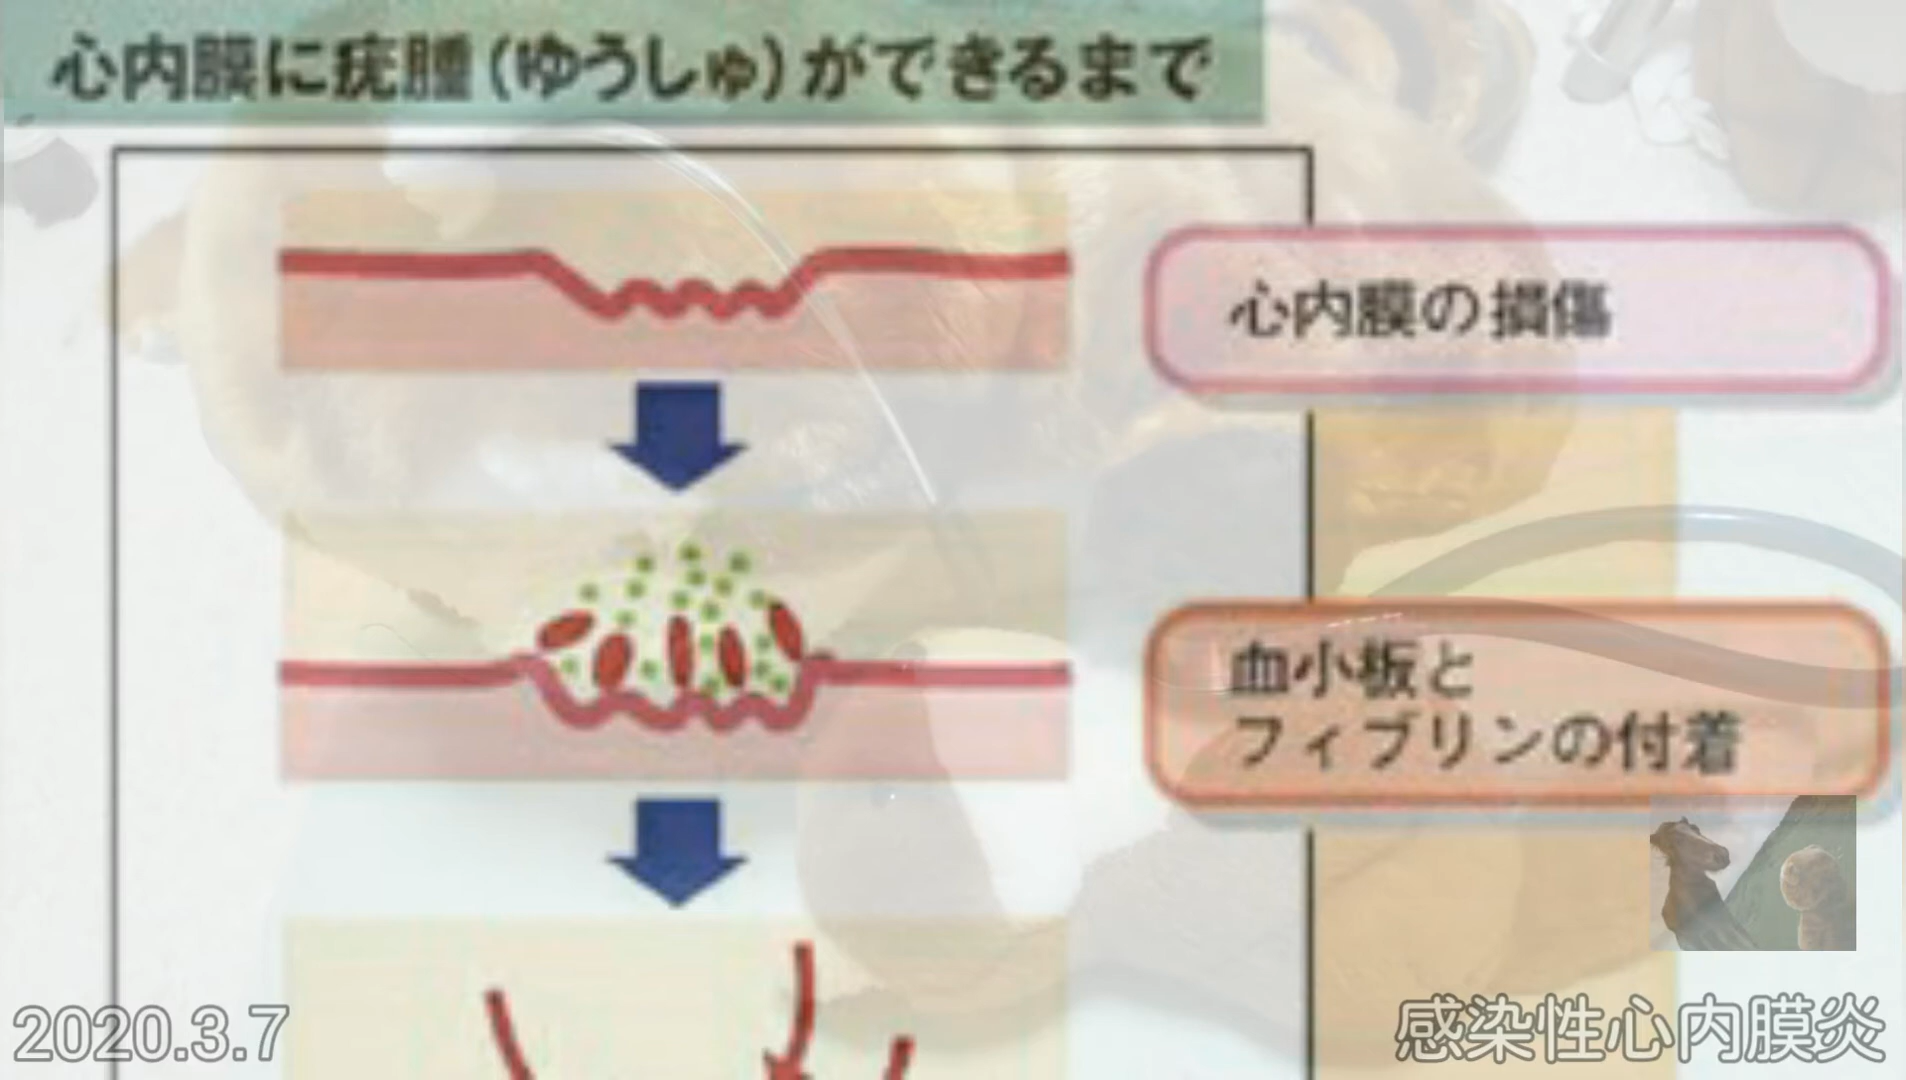 心内膜に疣腫(ゆうしゅ)ができるまで
心内膜の損傷
血小板と
フィブリンの付着
2020.3.7
感染性心内膜炎